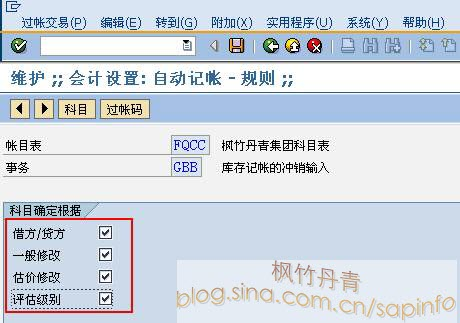 过帐交易(P) 编辑(E) 转到(G) 附加(X) 实用程序(U) 系统(Y) 帮助(H)
维护 ;; 会计设置: 自动记帐 - 规则 ;;
科目 过帐码
帐目表 FQCC 枫竹丹青集团科目表
事务 GBB 库存记帐的冲销输入
科目确定根据
借方/贷方
一般修改
估价修改
评估级别
枫竹丹青
blog.sina.com.cn/sapinfo